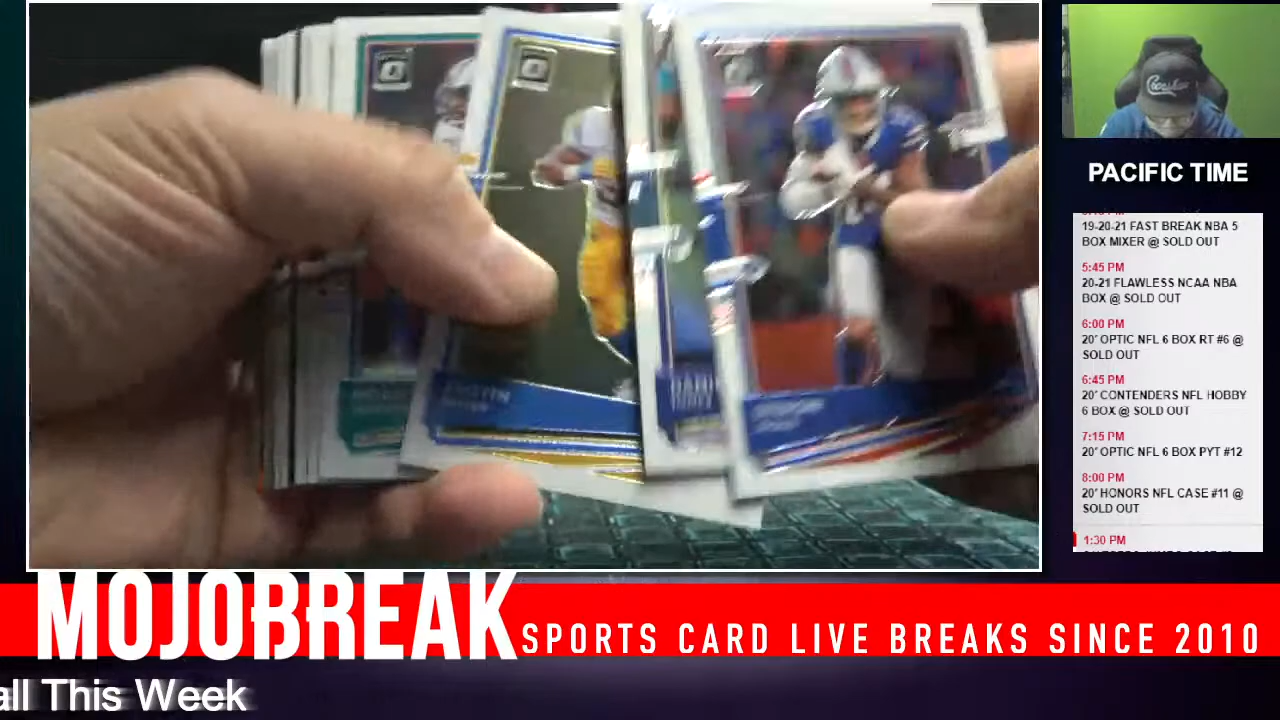 PACIFIC TIME
19-20-21 FAST BREAK NBA 5
BOX MIXER @ SOLD OUT
5:45 PM
20-21 FLAWLESS NCAA NBA
BOX @ SOLD OUT
6:00 PM
20' OPTIC NFL 6 BOX RT #6 @
SOLD OUT
6:45 PM
20' CONTENDERS NFL HOBBY
6 BOX @ SOLD OUT
7:15 PM
20' OPTIC NFL 6 BOX PYT #12
8:00 PM
20' HONORS NFL CASE #11 @
SOLD OUT
1:30 PM
MOJOBREAK
SPORTS CARD LIVE BREAKS SINCE 2010
all This Week